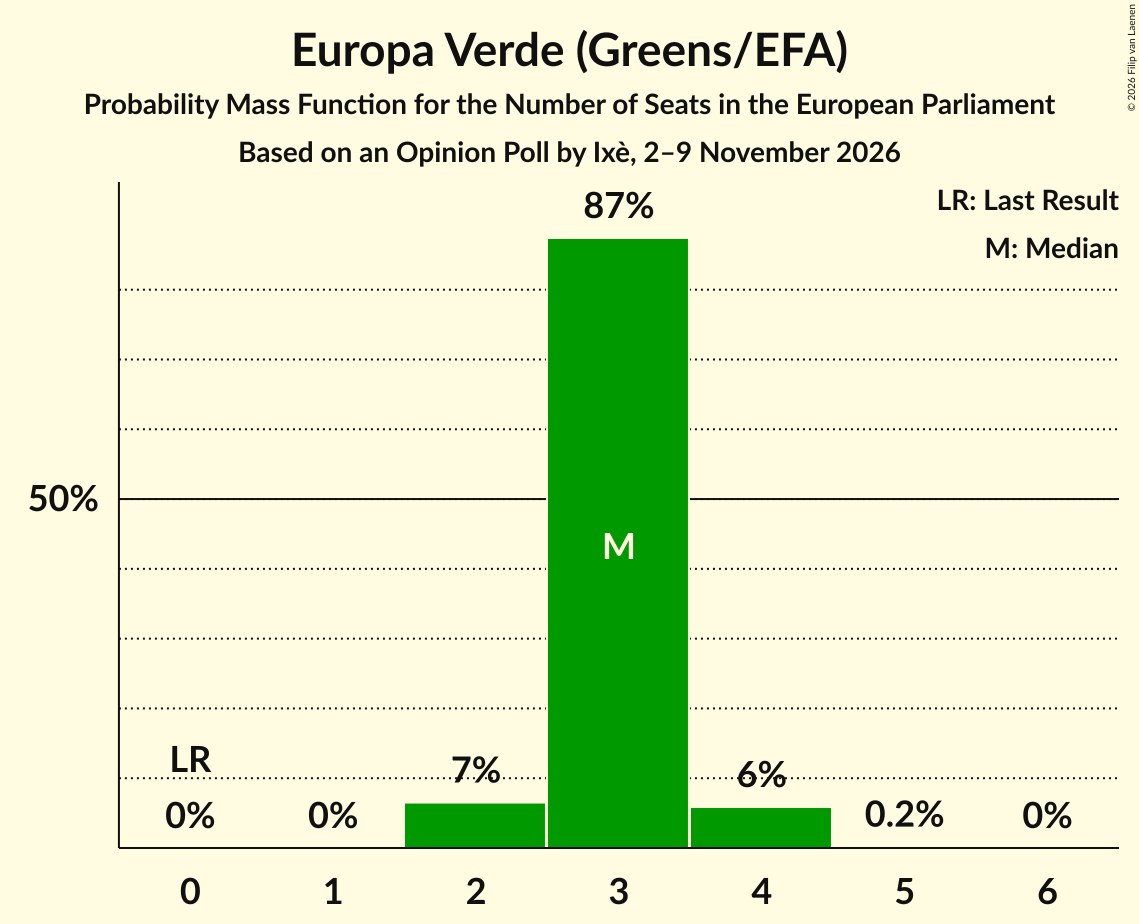 Europa Verde (Greens/EFA)
Probability Mass Function for the Number of Seats in the European Parliament
Based on an Opinion Poll by Ixè, 2–9 November 2026
© 2026 Filip van Laenen
LR: Last Result
M: Median
87%
50%
M
LR
0%
0%
7%
6%
0.2%
0%
0
1
2
3
4
5
6